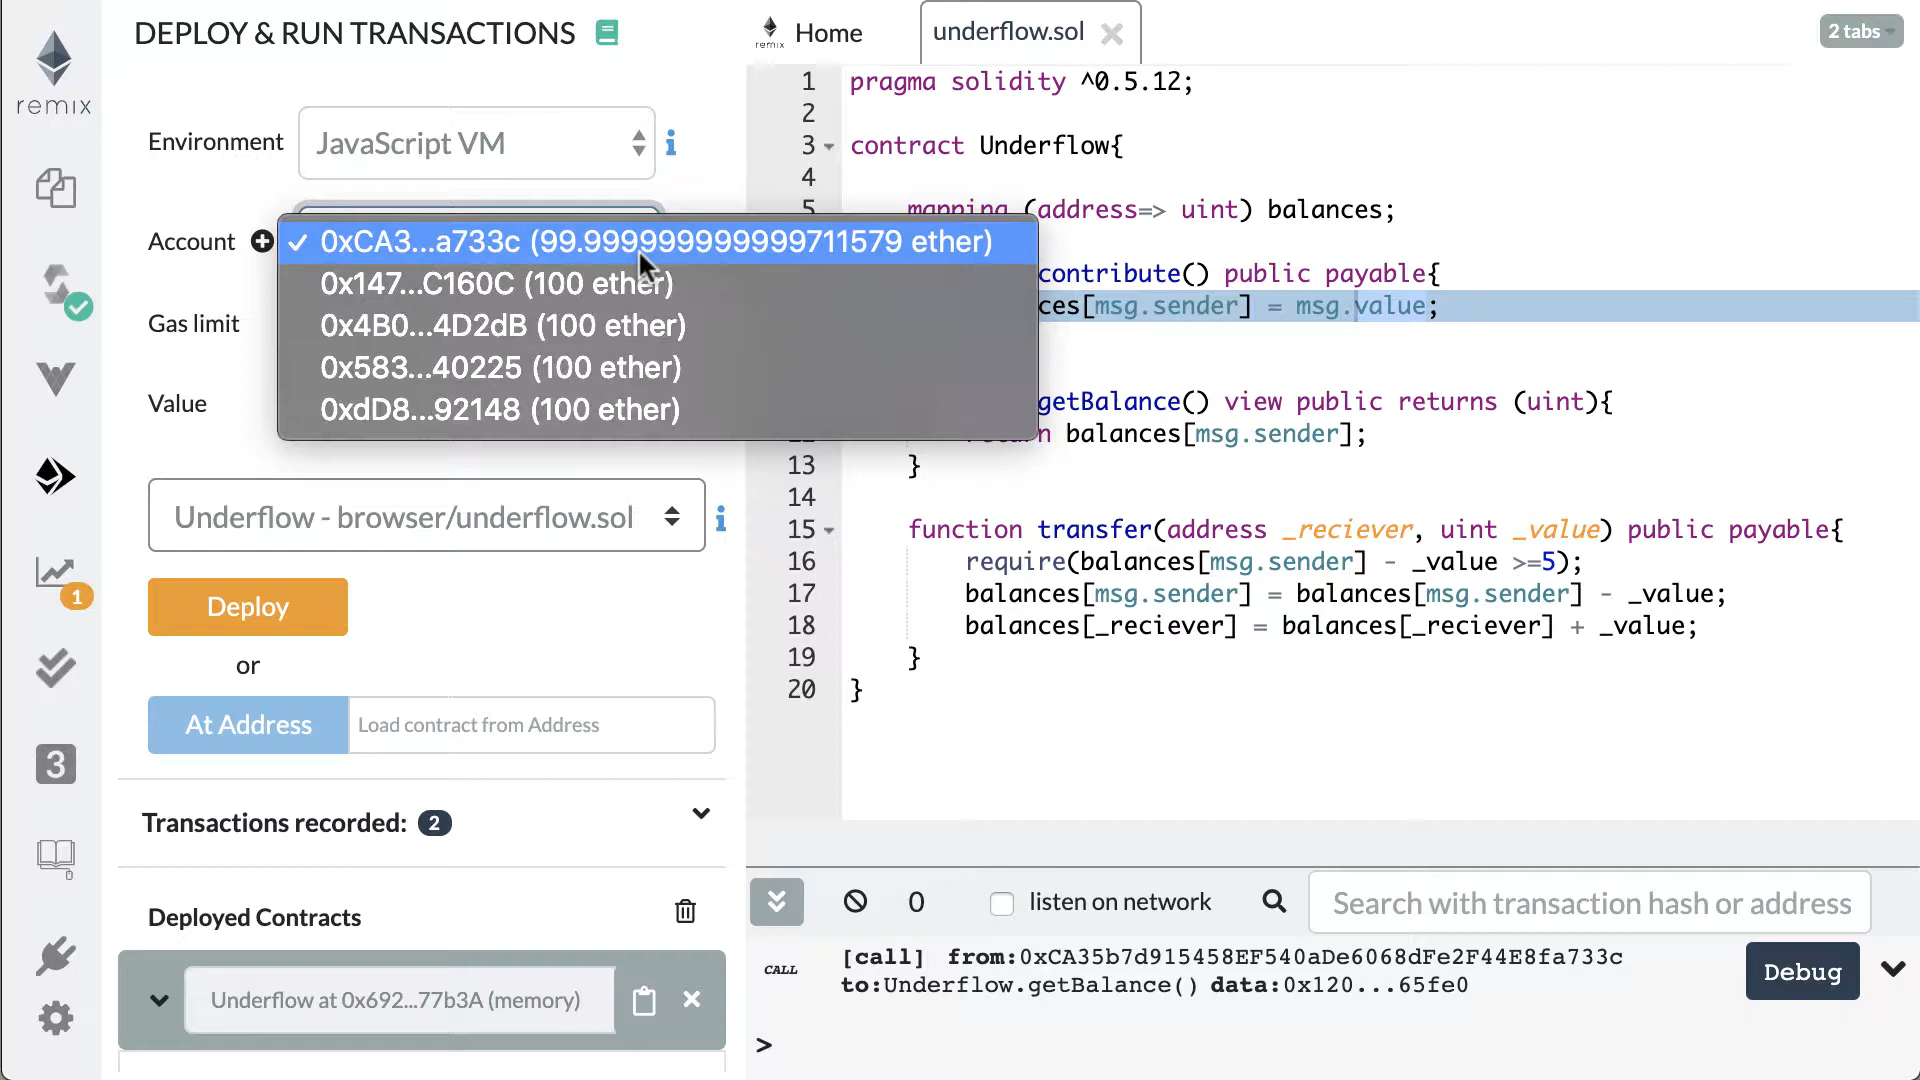 DEPLOY & RUN TRANSACTIONS
remix
Environment
JavaScript VM
Account
0xCA3...a733c (99.999999999999711579 ether)
0x147...C160C (100 ether)
0x4B0...4D2dB (100 ether)
0x583...40225 (100 ether)
0xdD8...92148 (100 ether)
Gas limit
Value
Underflow - browser/underflow.sol
Deploy
or
At Address
Load contract from Address
Transactions recorded: 2
Deployed Contracts
Underflow at 0x692...77b3A (memory)
1
3
remix
Home
underflow.sol
2 tabs
1 pragma solidity ^0.5.12;
2
3 contract Underflow{
4
5 mapping (address=> uint) balances;
contribute() public payable{
ces[msg.sender] = msg.value;
getBalance() view public returns (uint){
return balances[msg.sender];
13 }
14
15 function transfer(address _reciever, uint _value) public payable{
16 require(balances[msg.sender] - _value >=5);
17 balances[msg.sender] = balances[msg.sender] - _value;
18 balances[_reciever] = balances[_reciever] + _value;
19 }
20 }
0
listen on network
Search with transaction hash or address
CALL
[call] from:0xCA35b7d915458EF540aDe6068dFe2F44E8fa733c
to:Underflow.getBalance() data:0x120...65fe0
Debug
>